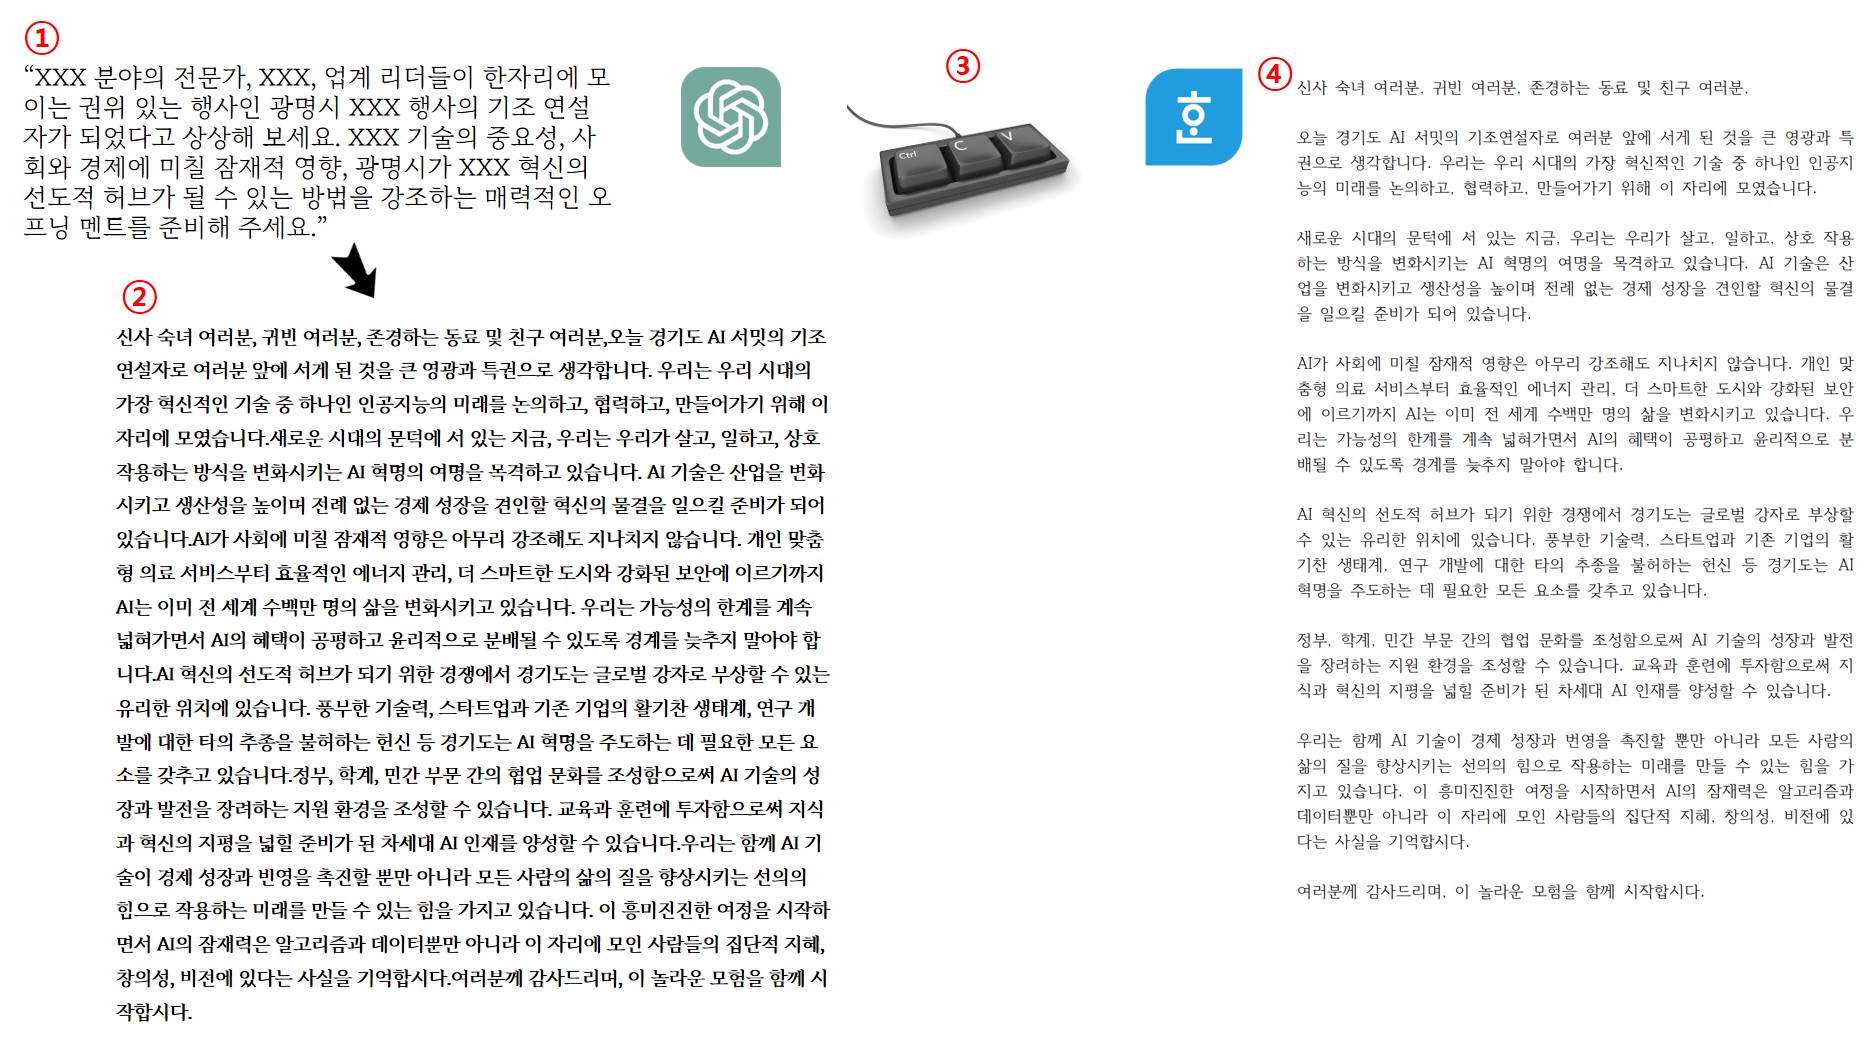 ①
“XXX 분야의 전문가, XXX, 업계 리더들이 한자리에 모
이는 권위 있는 행사인 광명시 XXX 행사의 기조 연설
자가 되었다고 상상해 보세요. XXX 기술의 중요성, 사
회와 경제에 미칠 잠재적 영향, 광명시가 XXX 혁신의
선도적 허브가 될 수 있는 방법을 강조하는 매력적인 오
프닝 멘트를 준비해 주세요.”
②
신사 숙녀 여러분, 귀빈 여러분, 존경하는 동료 및 친구 여러분,오늘 경기도 AI 서밋의 기조
연설자로 여러분 앞에 서게 된 것을 큰 영광과 특권으로 생각합니다. 우리는 우리 시대의
가장 혁신적인 기술 중 하나인 인공지능의 미래를 논의하고, 협력하고, 만들어가기 위해 이
자리에 모였습니다.새로운 시대의 문턱에 서 있는 지금, 우리는 우리가 살고, 일하고, 상호
작용하는 방식을 변화시키는 AI 혁명의 여명을 목격하고 있습니다. AI 기술은 산업을 변화
시키고 생산성을 높이며 전례 없는 경제 성장을 견인할 혁신의 물결을 일으킬 준비가 되어
있습니다.AI가 사회에 미칠 잠재적 영향은 아무리 강조해도 지나치지 않습니다. 개인 맞춤
형 의료 서비스부터 효율적인 에너지 관리, 더 스마트한 도시와 강화된 보안에 이르기까지
AI는 이미 전 세계 수백만 명의 삶을 변화시키고 있습니다. 우리는 가능성의 한계를 계속
넓혀가면서 AI의 혜택이 공평하고 윤리적으로 분배될 수 있도록 경계를 늦추지 말아야 합
니다.AI 혁신의 선도적 허브가 되기 위한 경쟁에서 경기도는 글로벌 강자로 부상할 수 있는
유리한 위치에 있습니다. 풍부한 기술력, 스타트업과 기존 기업의 활기찬 생태계, 연구 개
발에 대한 타의 추종을 불허하는 헌신 등 경기도는 AI 혁명을 주도하는 데 필요한 모든 요
소를 갖추고 있습니다.정부, 학계, 민간 부문 간의 협업 문화를 조성함으로써 AI 기술의 성
장과 발전을 장려하는 지원 환경을 조성할 수 있습니다. 교육과 훈련에 투자함으로써 지식
과 혁신의 지평을 넓힐 준비가 된 차세대 AI 인재를 양성할 수 있습니다.우리는 함께 AI 기
술이 경제 성장과 번영을 촉진할 뿐만 아니라 모든 사람의 삶의 질을 향상시키는 선의의
힘으로 작용하는 미래를 만들 수 있는 힘을 가지고 있습니다. 이 흥미진진한 여정을 시작하
면서 AI의 잠재력은 알고리즘과 데이터뿐만 아니라 이 자리에 모인 사람들의 집단적 지혜,
창의성, 비전에 있다는 사실을 기억합시다.여러분께 감사드리며, 이 놀라운 모험을 함께 시
작합시다.
③
Ctrl C V
한
④
신사 숙녀 여러분, 귀빈 여러분, 존경하는 동료 및 친구 여러분,
오늘 경기도 AI 서밋의 기조연설자로 여러분 앞에 서게 된 것을 큰 영광과 특
권으로 생각합니다. 우리는 우리 시대의 가장 혁신적인 기술 중 하나인 인공지
능의 미래를 논의하고, 협력하고, 만들어가기 위해 이 자리에 모였습니다.
새로운 시대의 문턱에 서 있는 지금, 우리는 우리가 살고, 일하고, 상호 작용
하는 방식을 변화시키는 AI 혁명의 여명을 목격하고 있습니다. AI 기술은 산
업을 변화시키고 생산성을 높이며 전례 없는 경제 성장을 견인할 혁신의 물결
을 일으킬 준비가 되어 있습니다.
AI가 사회에 미칠 잠재적 영향은 아무리 강조해도 지나치지 않습니다. 개인 맞
춤형 의료 서비스부터 효율적인 에너지 관리, 더 스마트한 도시와 강화된 보안
에 이르기까지 AI는 이미 전 세계 수백만 명의 삶을 변화시키고 있습니다. 우
리는 가능성의 한계를 계속 넓혀가면서 AI의 혜택이 공평하고 윤리적으로 분
배될 수 있도록 경계를 늦추지 말아야 합니다.
AI 혁신의 선도적 허브가 되기 위한 경쟁에서 경기도는 글로벌 강자로 부상할
수 있는 유리한 위치에 있습니다. 풍부한 기술력, 스타트업과 기존 기업의 활
기찬 생태계, 연구 개발에 대한 타의 추종을 불허하는 헌신 등 경기도는 AI
혁명을 주도하는 데 필요한 모든 요소를 갖추고 있습니다.
정부, 학계, 민간 부문 간의 협업 문화를 조성함으로써 AI 기술의 성장과 발전
을 장려하는 지원 환경을 조성할 수 있습니다. 교육과 훈련에 투자함으로써 지
식과 혁신의 지평을 넓힐 준비가 된 차세대 AI 인재를 양성할 수 있습니다.
우리는 함께 AI 기술이 경제 성장과 번영을 촉진할 뿐만 아니라 모든 사람의
삶의 질을 향상시키는 선의의 힘으로 작용하는 미래를 만들 수 있는 힘을 가
지고 있습니다. 이 흥미진진한 여정을 시작하면서 AI의 잠재력은 알고리즘과
데이터뿐만 아니라 이 자리에 모인 사람들의 집단적 지혜, 창의성, 비전에 있
다는 사실을 기억합시다.
여러분께 감사드리며, 이 놀라운 모험을 함께 시작합시다.